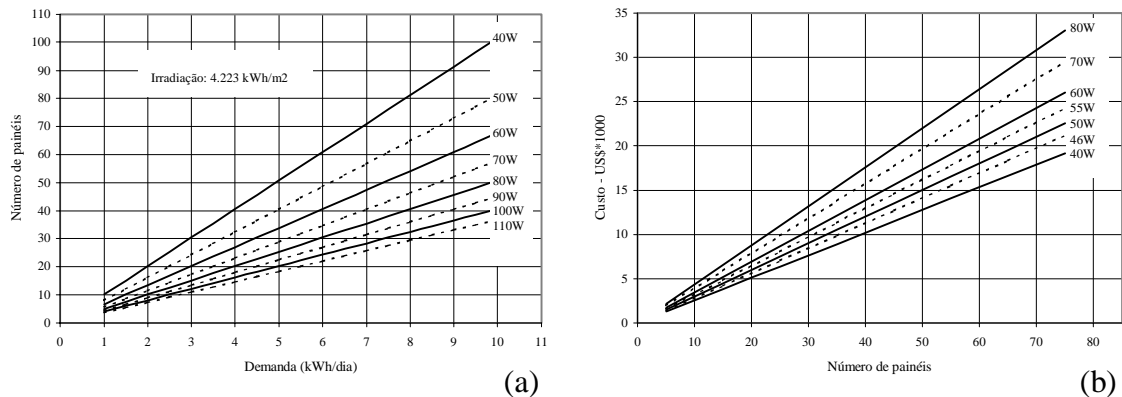 110
100
90
80
70
60
50
40
30
20
10
0
Número de painéis
Irradiação: 4.223 kWh/m2
40W
50W
60W
70W
80W
90W
100W
110W
0 1 2 3 4 5 6 7 8 9 10 11
Demanda (kWh/dia)
(a)
35
30
25
20
15
10
5
0
Custo - US$*1000
80W
70W
60W
55W
50W
46W
40W
0 10 20 30 40 50 60 70 80
Número de painéis
(b)